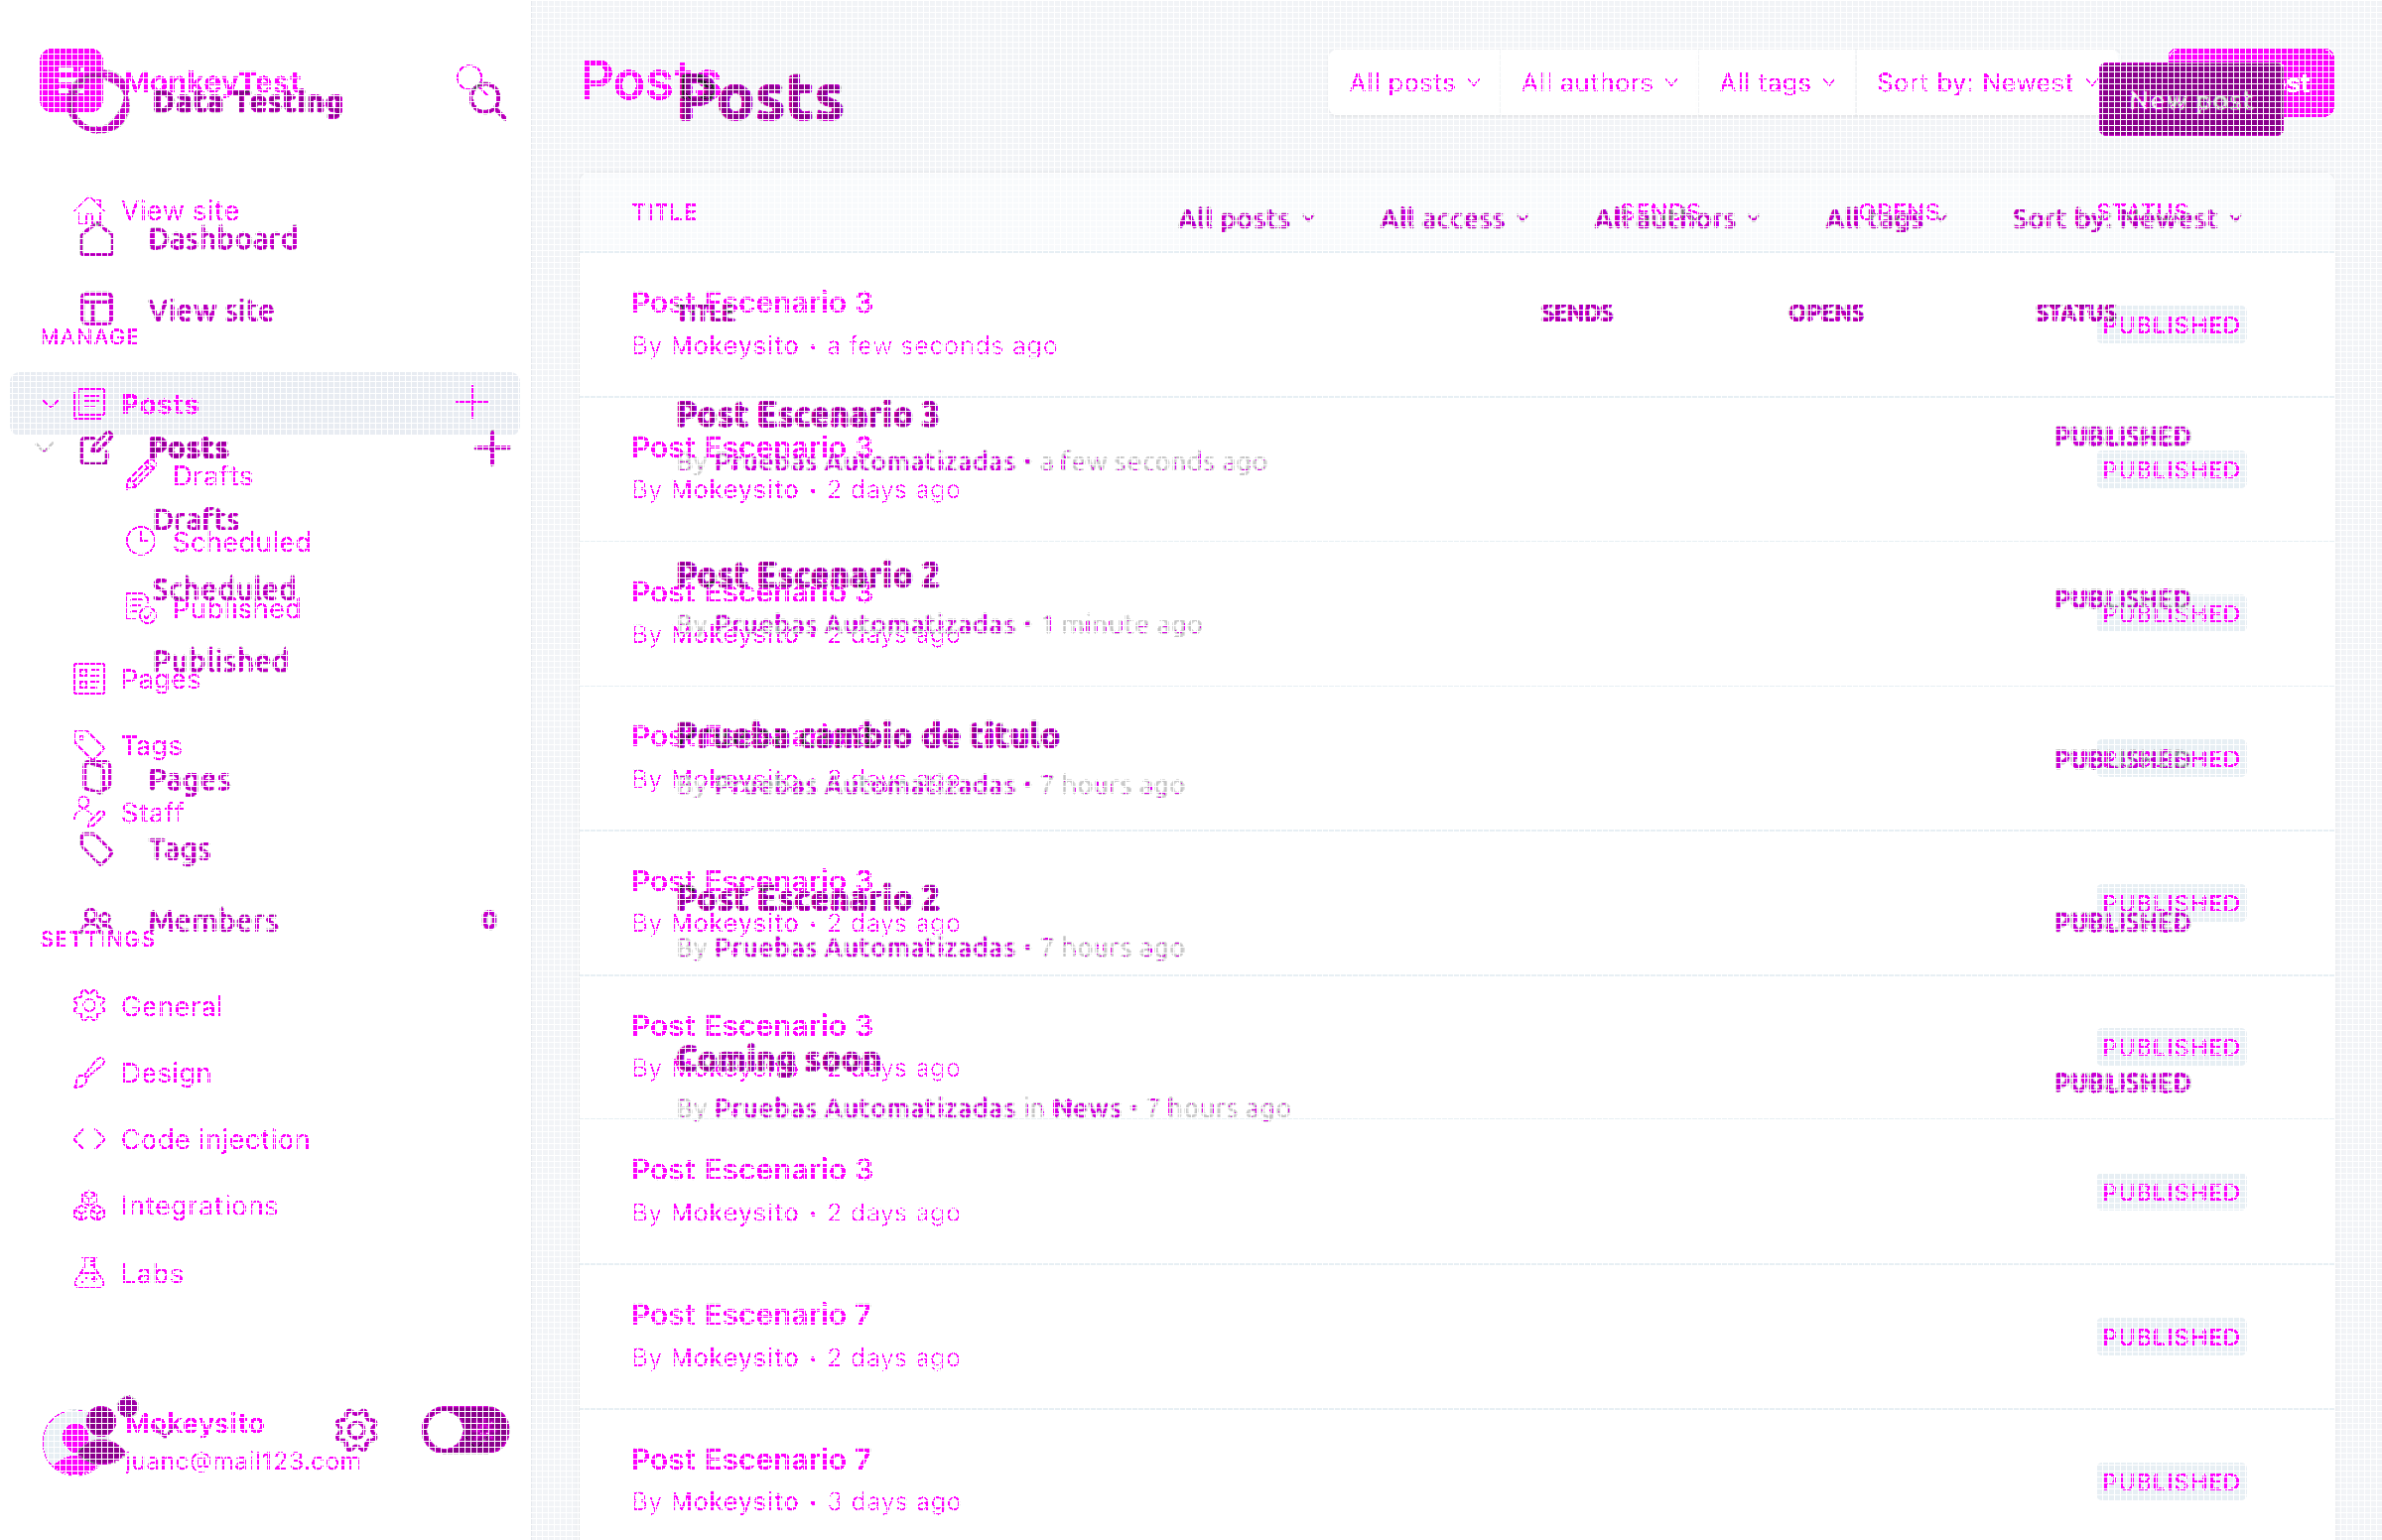 MonkeyTest
Data Testing
View site
Dashboard
View site
MANAGE
Posts
Posts
Drafts
Drafts
Scheduled
Scheduled
Published
Published
Pages
Tags
Pages
Staff
Tags
Members 0
SETTINGS
General
Design
Code injection
Integrations
Labs
Mokeysito
juanc@mail123.com
Posts
Posts
All posts All authors All tags Sort by: Newest
New post
st
TITLE SENDS OPENS STATUS
All posts All access All authors All tags Sort by: Newest
Post Escenario 3
TITLE SENDS OPENS STATUS
PUBLISHED
By Mokeysito • a few seconds ago
Post Escenario 3
PUBLISHED
Post Escenario 3
By Pruebas Automatizadas • a few seconds ago
PUBLISHED
By Mokeysito • 2 days ago
Post Escenario 2
Post Escenario 3
PUBLISHED
PUBLISHED
By Pruebas Automatizadas • 1 minute ago
By Mokeysito • 2 days ago
Prueba cambio de titulo
PUBLISHED
PUBLISHED
By Mokeysito • 2 days ago
By Pruebas Automatizadas • 7 hours ago
Post Escenario 3
Post Escenario 2
PUBLISHED
PUBLISHED
By Mokeysito • 2 days ago
By Pruebas Automatizadas • 7 hours ago
Post Escenario 3
PUBLISHED
Coming soon
By Mokeysito • 2 days ago
PUBLISHED
By Pruebas Automatizadas in News • 7 hours ago
Post Escenario 3
PUBLISHED
By Mokeysito • 2 days ago
Post Escenario 7
PUBLISHED
By Mokeysito • 2 days ago
Post Escenario 7
PUBLISHED
By Mokeysito • 3 days ago